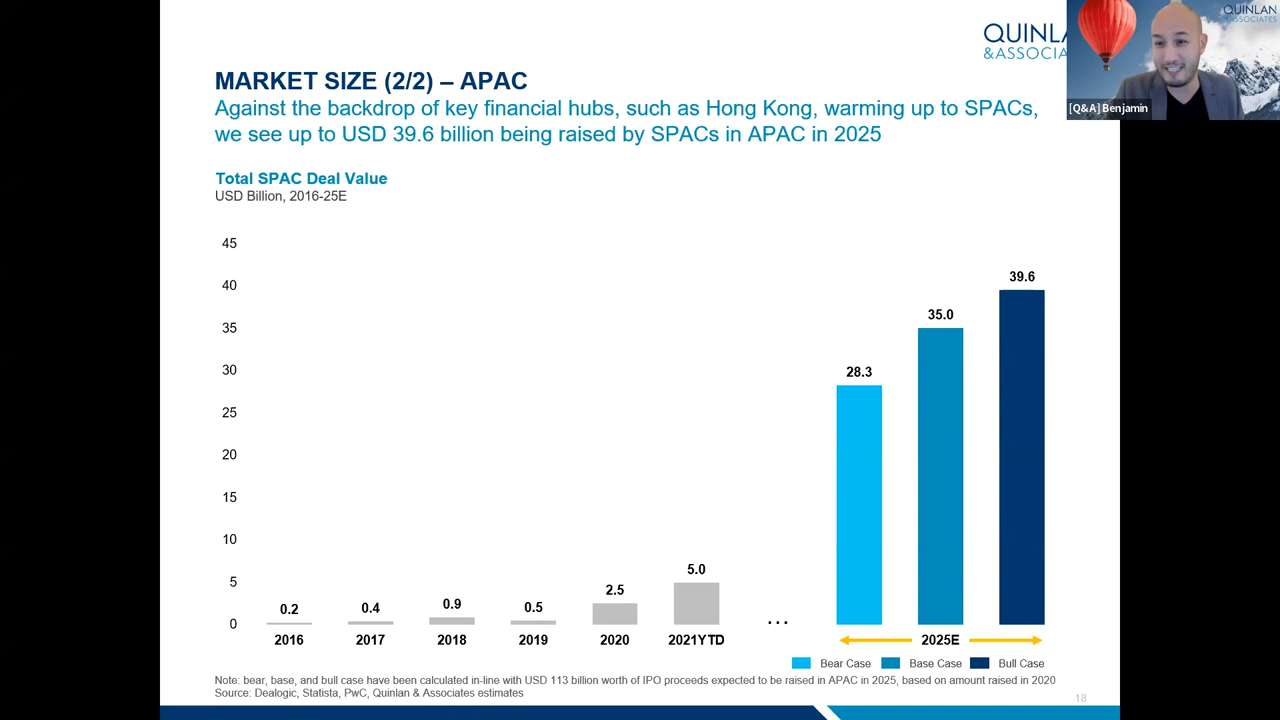 QUINLAN
& ASSOCIATES
QUINL
&ASSOCIA
[Q&A] Benjamin
MARKET SIZE (2/2) – APAC
Against the backdrop of key financial hubs, such as Hong Kong, warming up to SPACs,
we see up to USD 39.6 billion being raised by SPACs in APAC in 2025
Total SPAC Deal Value
USD Billion, 2016-25E
45
40
35
30
25
20
15
10
5
0
0.2
0.4
0.9
0.5
2.5
5.0
...
28.3
35.0
39.6
2016
2017
2018
2019
2020
2021YTD
2025E
Bear Case
Base Case
Bull Case
Note: bear, base, and bull case have been calculated in-line with USD 113 billion worth of IPO proceeds expected to be raised in APAC in 2025, based on amount raised in 2020
Source: Dealogic, Statista, PwC, Quinlan & Associates estimates
18